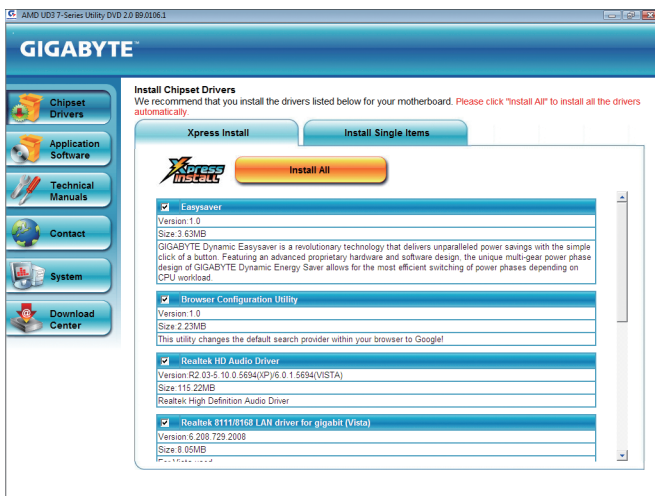 AMD UD3 7-Series Utility DVD 2.0 B9.0106.1
GIGABYTE™
Chipset
Drivers
Application
Software
Technical
Manuals
Contact
System
Download
Center
Install Chipset Drivers
We recommend that you install the drivers listed below for your motherboard. Please click "Install All" to install all the drivers
automatically.
Xpress Install
Install Single Items
Xpress
INSTALL
Install All
Easysaver
Version:1.0
Size:3.63MB
GIGABYTE Dynamic Easysaver is a revolutionary technology that delivers unparalleled power savings with the simple
click of a button. Featuring an advanced proprietary hardware and software design, the unique multi-gear power phase
design of GIGABYTE Dynamic Energy Saver allows for the most efficient switching of power phases depending on
CPU workload.
Browser Configuration Utility
Version:1.0
Size:2.23MB
This utility changes the default search provider within your browser to Google!
Realtek HD Audio Driver
Version:R2.03-5.10.0.5694(XP)/6.0.1.5694(VISTA)
Size:115.22MB
Realtek High Definition Audio Driver
Realtek 8111/8168 LAN driver for gigabit (Vista)
Version:6.208.729.2008
Size:8.05MB
For Vista used